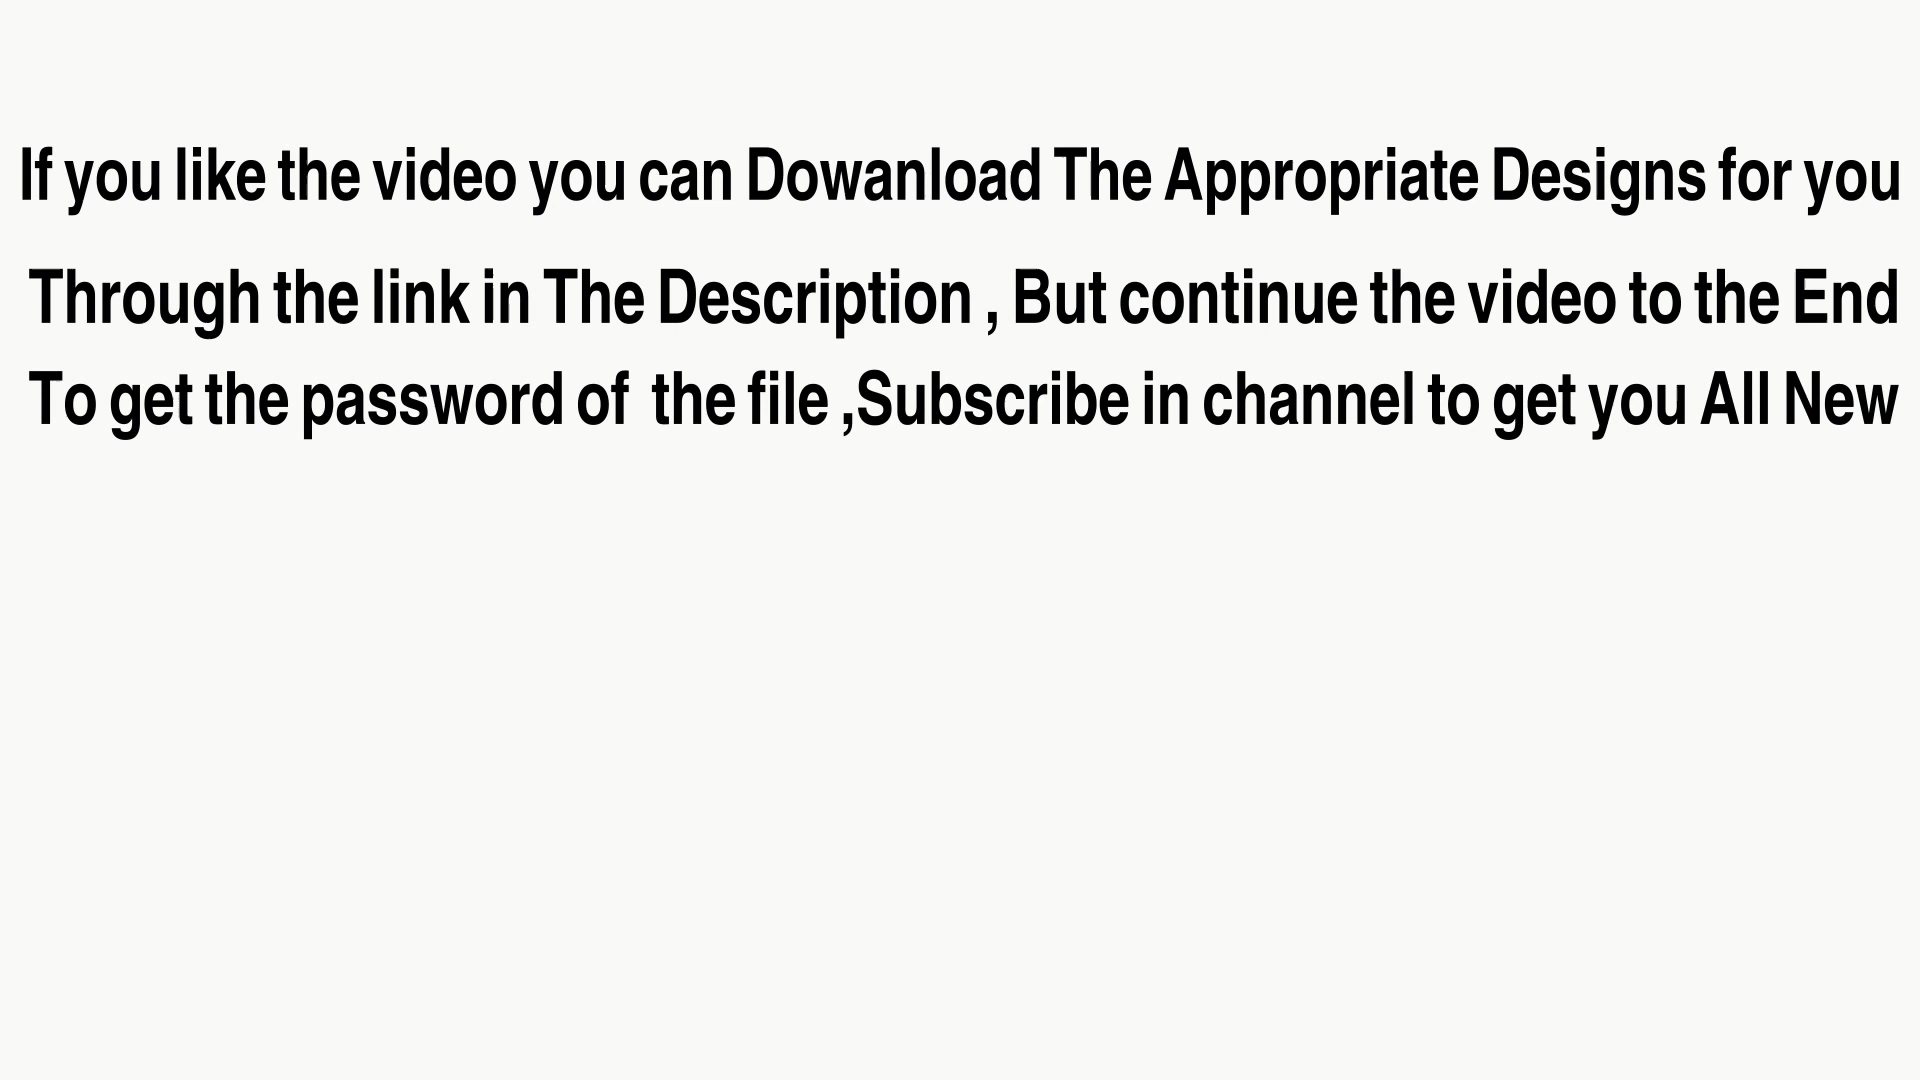 If you like the video you can Dowanload The Appropriate Designs for you
Through the link in The Description , But continue the video to the End
To get the password of  the file ,Subscribe in channel to get you All New